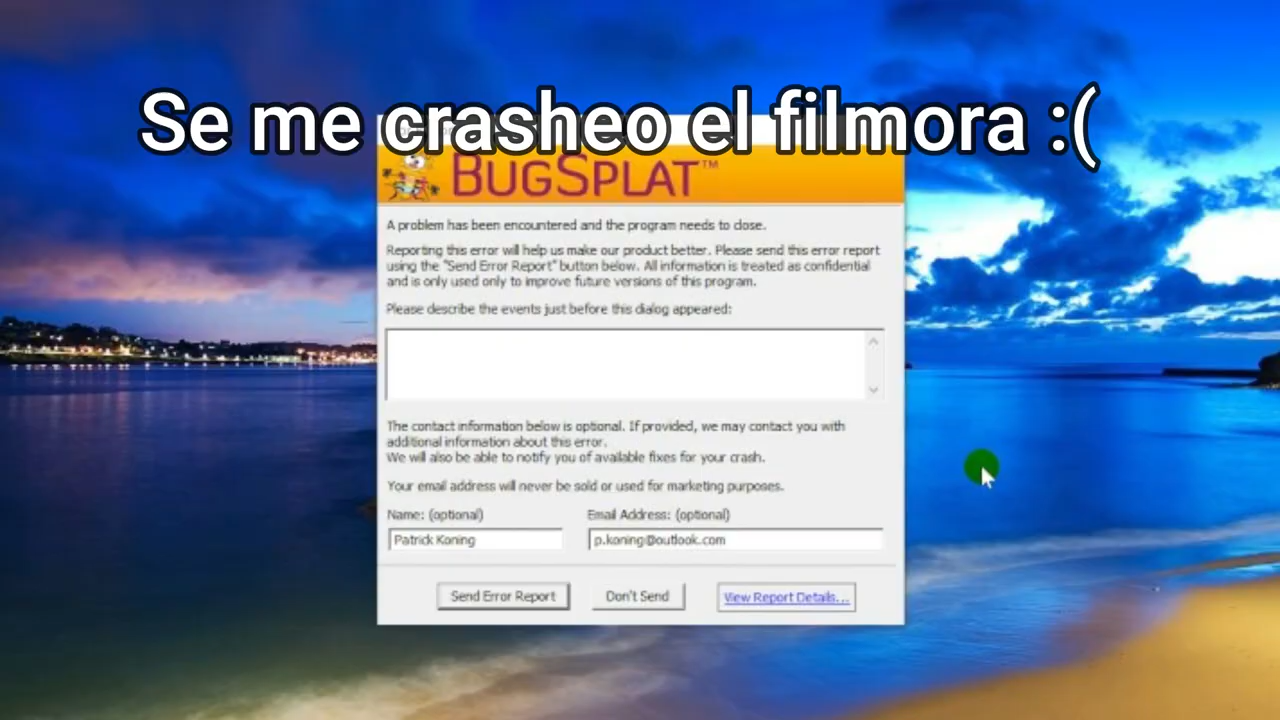 Se me crasheo el filmora :(
BUGSPLAT™
A problem has been encountered and the program needs to close.
Reporting this error will help us make our product better. Please send this error report
using the "Send Error Report" button below. All information is treated as confidential
and is only used only to improve future versions of this program.
Please describe the events just before this dialog appeared:
The contact information below is optional. If provided, we may contact you with
additional information about this error.
We will also be able to notify you of available fixes for your crash.
Your email address will never be sold or used for marketing purposes.
Name: (optional) Email Address: (optional)
Patrick Koning p.koning@outlook.com
Send Error Report Don't Send View Report Details...